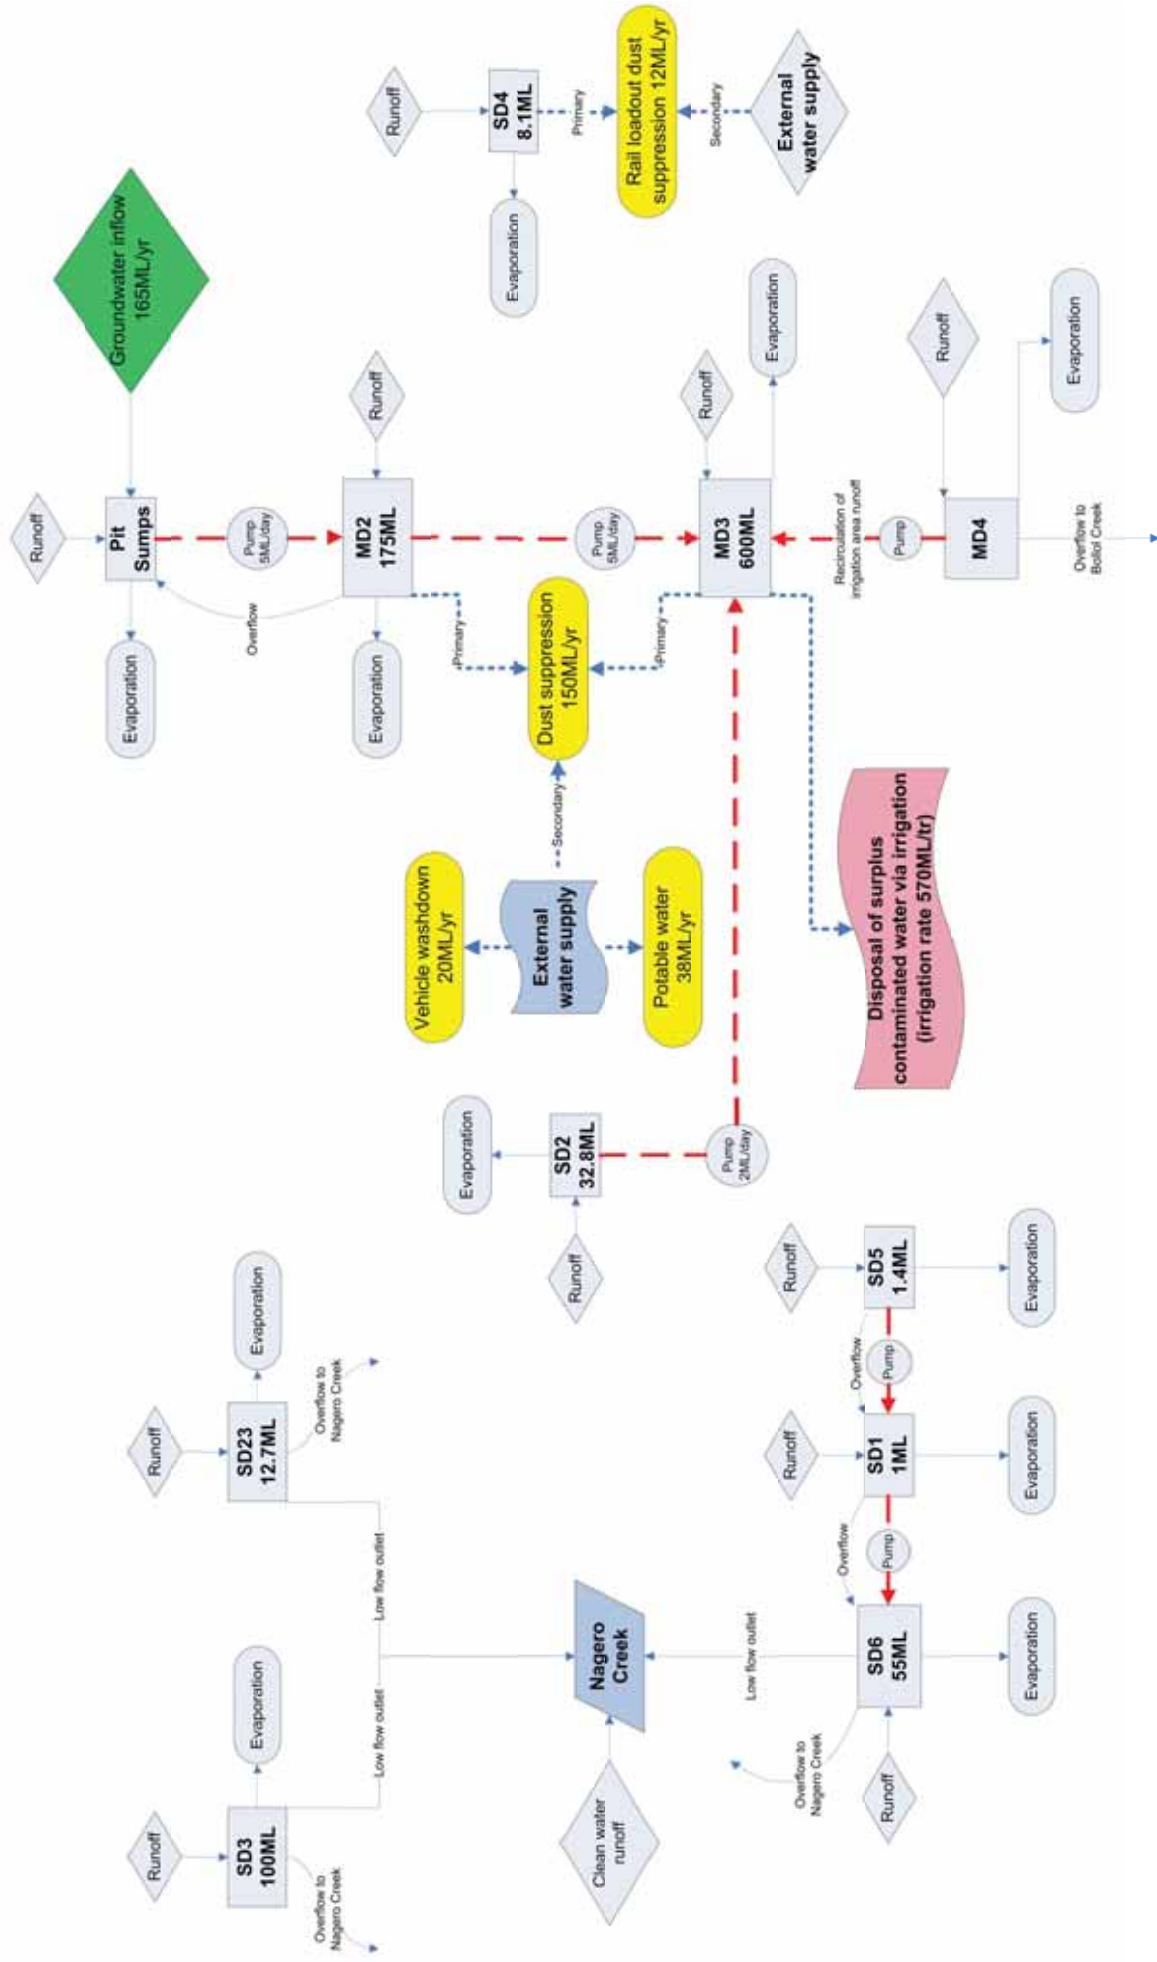 Runoff
SD3
100ML
Evaporation
Overflow to
Nagero Creek
Low flow outlet
Runoff
SD23
12.7ML
Evaporation
Overflow to
Nagero Creek
Low flow outlet
Clean water
runoff
Nagero
Creek
Low flow outlet
Overflow to
Nagero Creek
Runoff
SD6
55ML
Evaporation
Overflow
Pump
Runoff
SD1
1ML
Evaporation
Overflow
Pump
Runoff
SD5
1.4ML
Evaporation
Runoff
SD2
32.8ML
Evaporation
Pump
2ML/day
Vehicle washdown
20ML/yr
External
water supply
Potable water
38ML/yr
Secondary
Dust suppression
150ML/yr
Primary
Primary
Disposal of surplus
contaminated water via irrigation
(irrigation rate 570ML/tr)
Evaporation
Runoff
Pit
Sumps
Groundwater inflow
165ML/yr
Overflow
Pump
5ML/day
Evaporation
MD2
175ML
Runoff
Pump
5ML/day
MD3
600ML
Runoff
Evaporation
Recirculation of
irrigation area runoff
Pump
MD4
Runoff
Evaporation
Overflow to
Bollol Creek
Runoff
SD4
8.1ML
Evaporation
Primary
Rail loadout dust
suppression 12ML/yr
Secondary
External
water supply